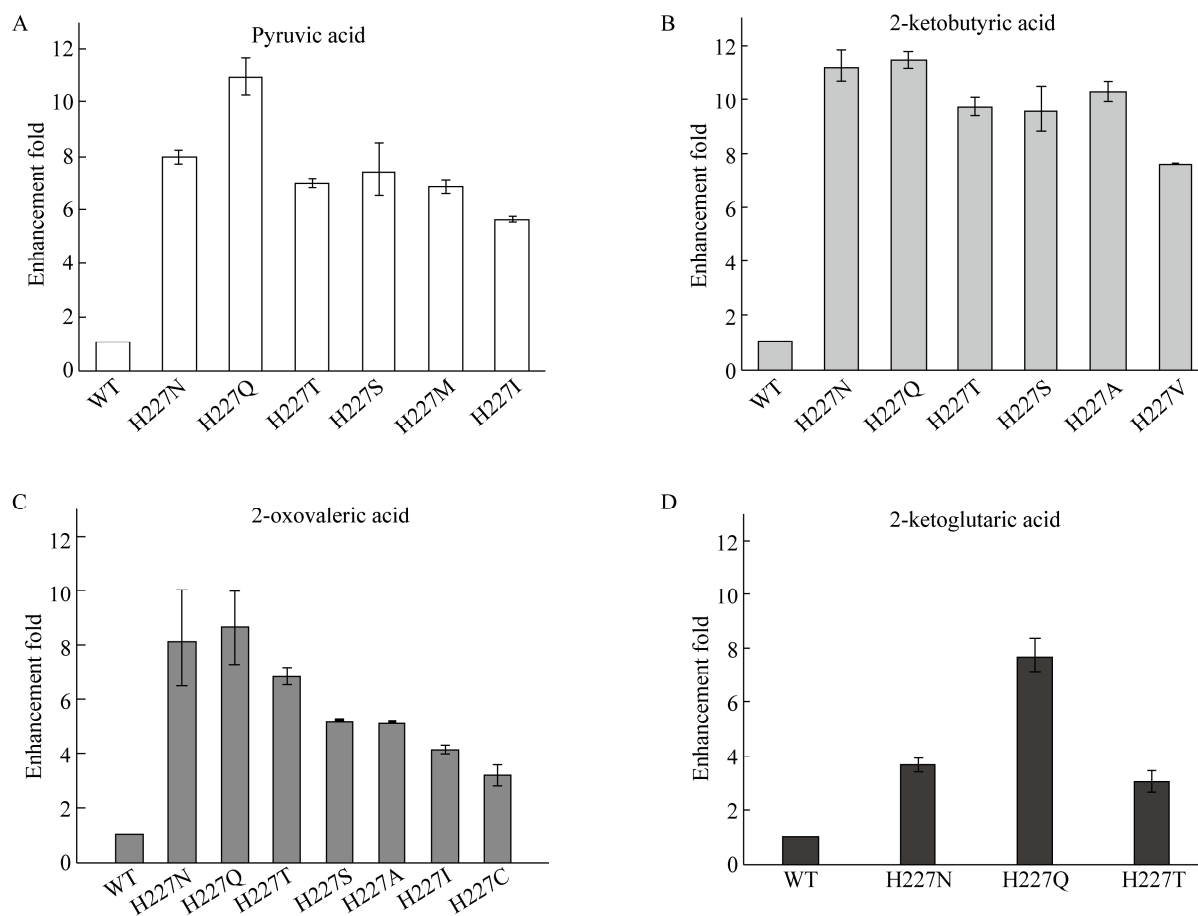 A
Pyruvic acid
Enhancement fold
12
10
8
6
4
2
0
WT
H227N
H227Q
H227T
H227S
H227M
H227I
B
2-ketobutyric acid
Enhancement fold
12
10
8
6
4
2
0
WT
H227N
H227Q
H227T
H227S
H227A
H227V
C
2-oxovaleric acid
Enhancement fold
12
10
8
6
4
2
0
WT
H227N
H227Q
H227T
H227S
H227A
H227I
H227C
D
2-ketoglutaric acid
Enhancement fold
12
10
8
6
4
2
0
WT
H227N
H227Q
H227T